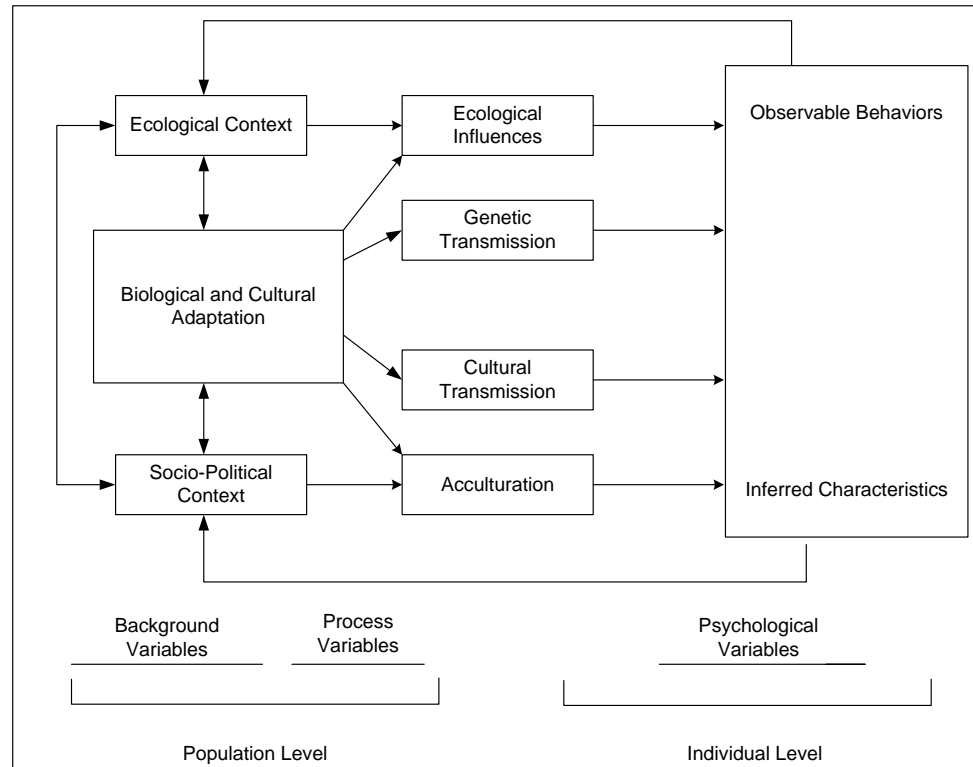 Ecological Context
Ecological
Influences
Observable Behaviors
Genetic
Transmission
Biological and Cultural
Adaptation
Cultural
Transmission
Socio-Political
Context
Acculturation
Inferred Characteristics
Background
Variables
Process
Variables
Psychological
Variables
Population Level
Individual Level